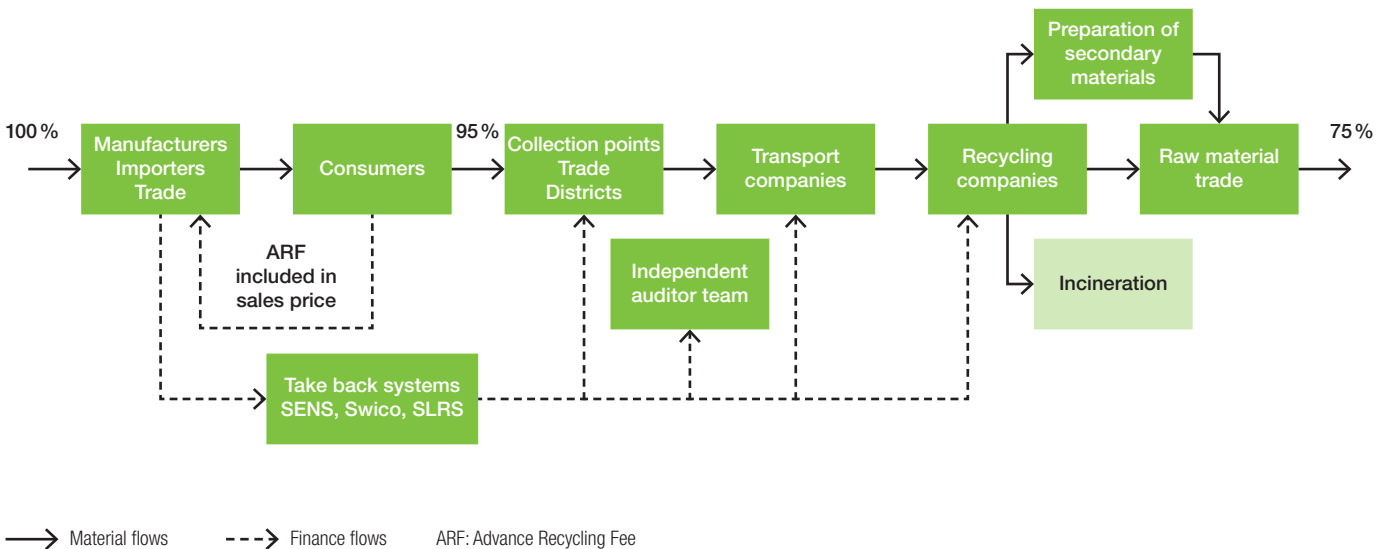 Preparation of
secondary
materials
100 %
Manufacturers
Importers
Trade
Consumers
95 %
Collection points
Trade
Districts
Transport
companies
Recycling
companies
Raw material
trade
75 %
ARF
included in
sales price
Independent
auditor team
Incineration
Take back systems
SENS, Swico, SLRS
Material flows
Finance flows
ARF: Advance Recycling Fee